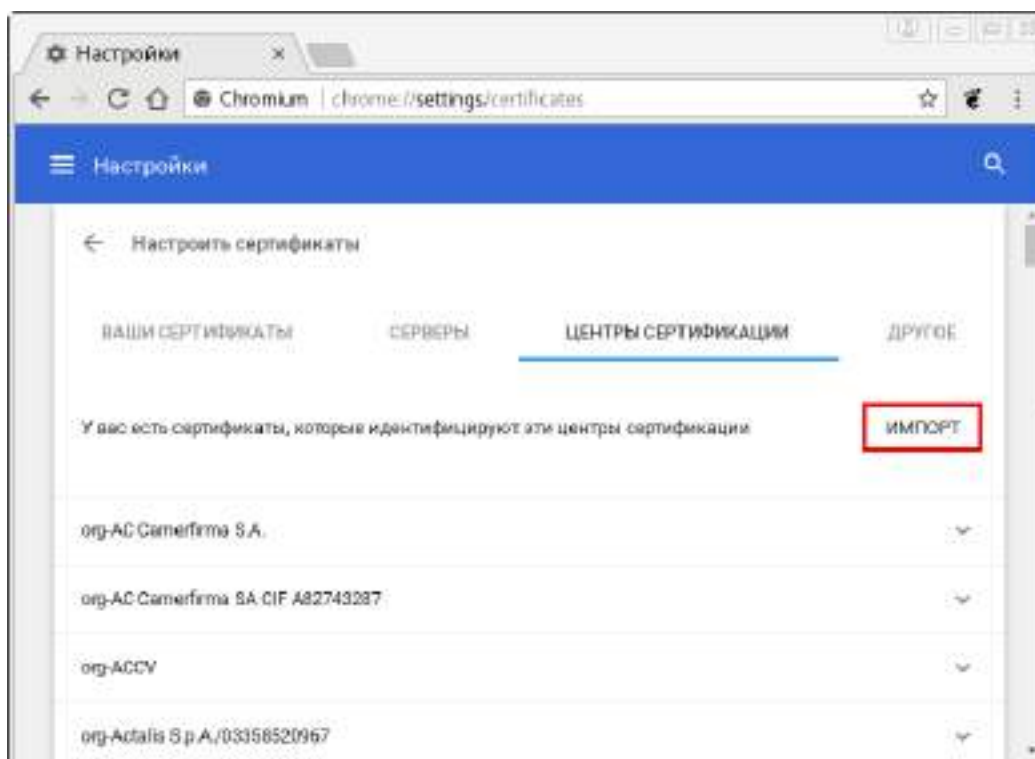 Настройки
Chromium | chrome://settings/certificates
Настройки
Настроить сертификаты
ВАШИ СЕРТИФИКАТЫ СЕРВЕРЫ ЦЕНТРЫ СЕРТИФИКАЦИИ ДРУГОЕ
У вас есть сертификаты, которые идентифицируют эти центры сертификации ИМПОРТ
org-AC Camerfirma S.A.
org-AC Camerfirma SA CIF A82743287
org-ACCV
org-Actalis S.p.A./03358520967